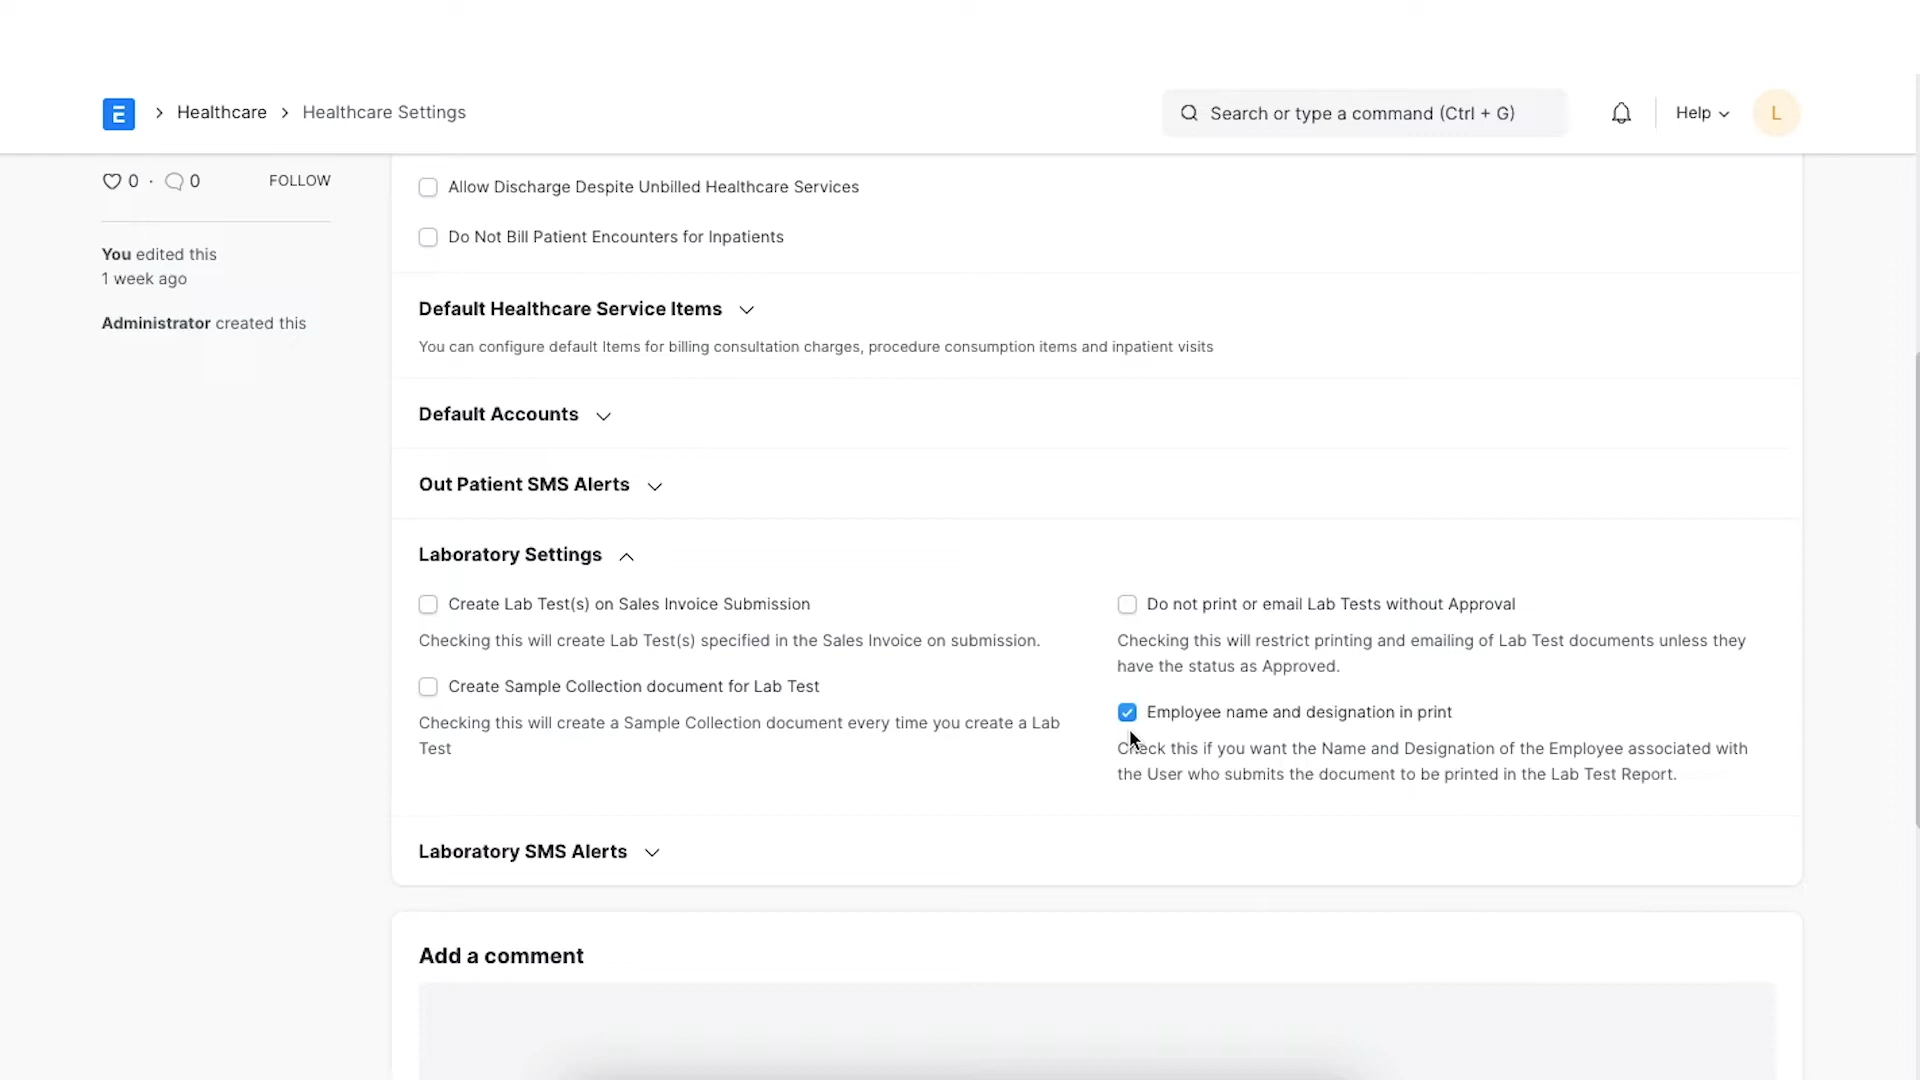 E
Healthcare
Healthcare Settings
Search or type a command (Ctrl + G)
Help
L
0 · 0
FOLLOW
You edited this
1 week ago
Administrator created this
Allow Discharge Despite Unbilled Healthcare Services
Do Not Bill Patient Encounters for Inpatients
Default Healthcare Service Items
You can configure default Items for billing consultation charges, procedure consumption items and inpatient visits
Default Accounts
Out Patient SMS Alerts
Laboratory Settings
Create Lab Test(s) on Sales Invoice Submission
Checking this will create Lab Test(s) specified in the Sales Invoice on submission.
Create Sample Collection document for Lab Test
Checking this will create a Sample Collection document every time you create a Lab
Test
Do not print or email Lab Tests without Approval
Checking this will restrict printing and emailing of Lab Test documents unless they
have the status as Approved.
Employee name and designation in print
Check this if you want the Name and Designation of the Employee associated with
the User who submits the document to be printed in the Lab Test Report.
Laboratory SMS Alerts
Add a comment